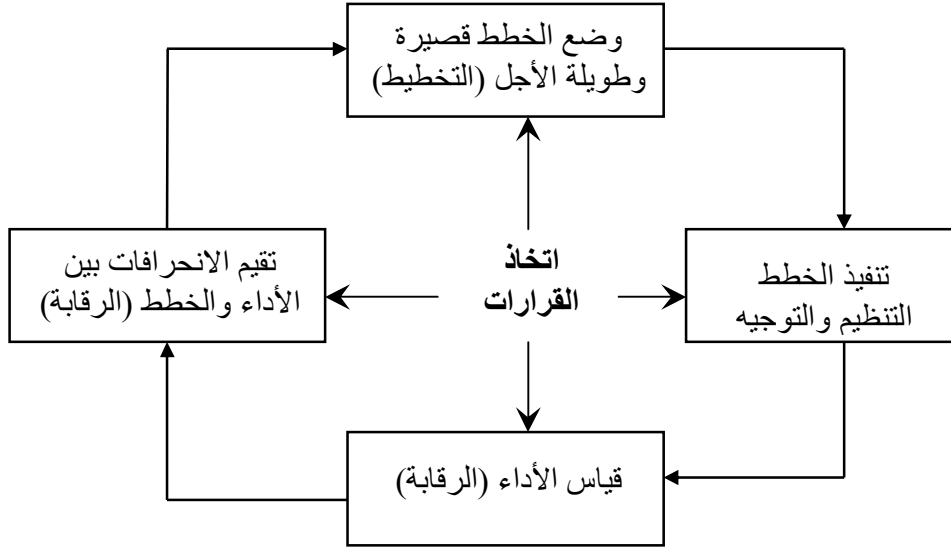 وضع الخطط قصيرة
وطويلة الأجل (التخطيط)
تنفيذ الخطط
التنظيم والتوجيه
قياس الأداء (الرقابة)
تقيم الانحرافات بين
الأداء والخطط (الرقابة)
اتخاذ
القرارات